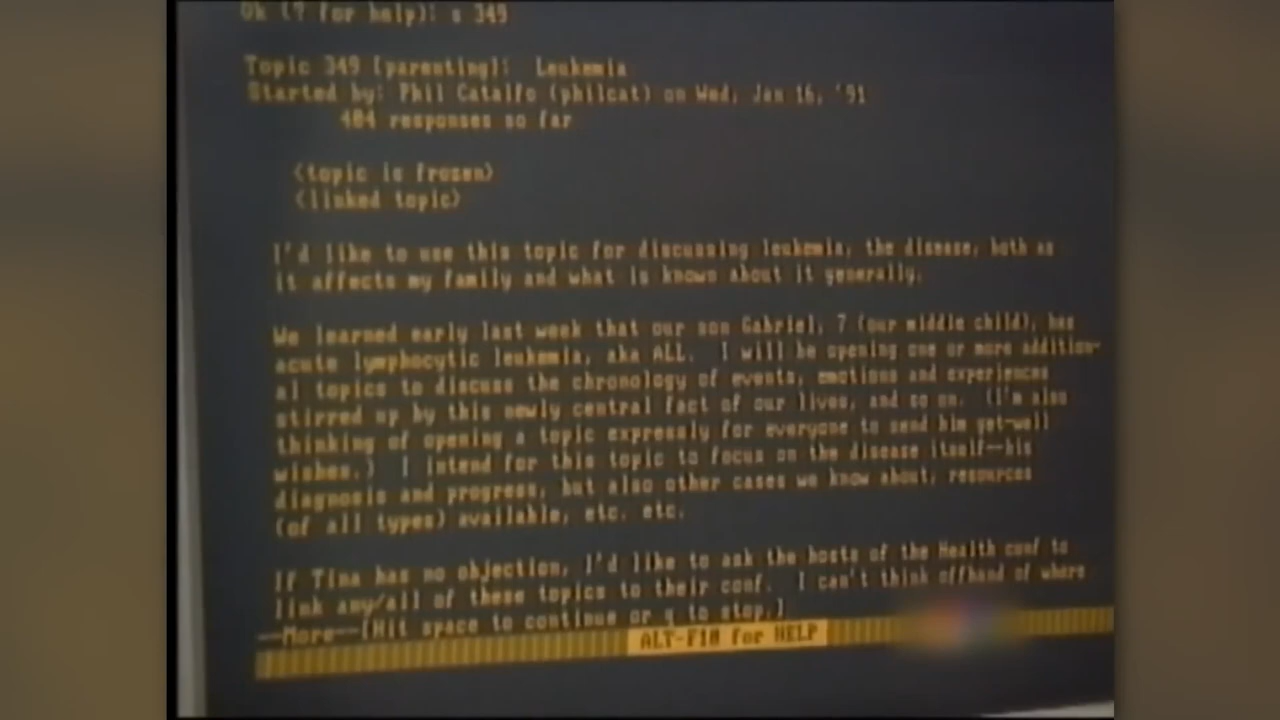 Ok (? for help): s 349
Topic 349 [parenting]: Leukemia
Started by: Phil Catalfo (philcat) on Wed, Jan 16, '91
404 responses so far
<topic is frozen>
<linked topic>
I'd like to use this topic for discussing leukemia, the disease, both as
it affects my family and what is known about it generally.
We learned early last week that our son Gabriel, 7 (our middle child), has
acute lymphocytic leukemia, aka ALL. I will be opening one or more addition-
al topics to discuss the chronology of events, emotions and experiences
stirred up by this newly central fact of our lives, and so on. (I'm also
thinking of opening a topic expressly for everyone to send him get-well
wishes.) I intend for this topic to focus on the disease itself--his
diagnosis and progress, but also other cases we know about, resources
(of all types) available, etc. etc.
If Tina has no objection, I'd like to ask the hosts of the Health conf to
link any/all of these topics to their conf. I can't think offhand of where
--More--[Hit space to continue or q to stop.]
ALT-F10 for HELP